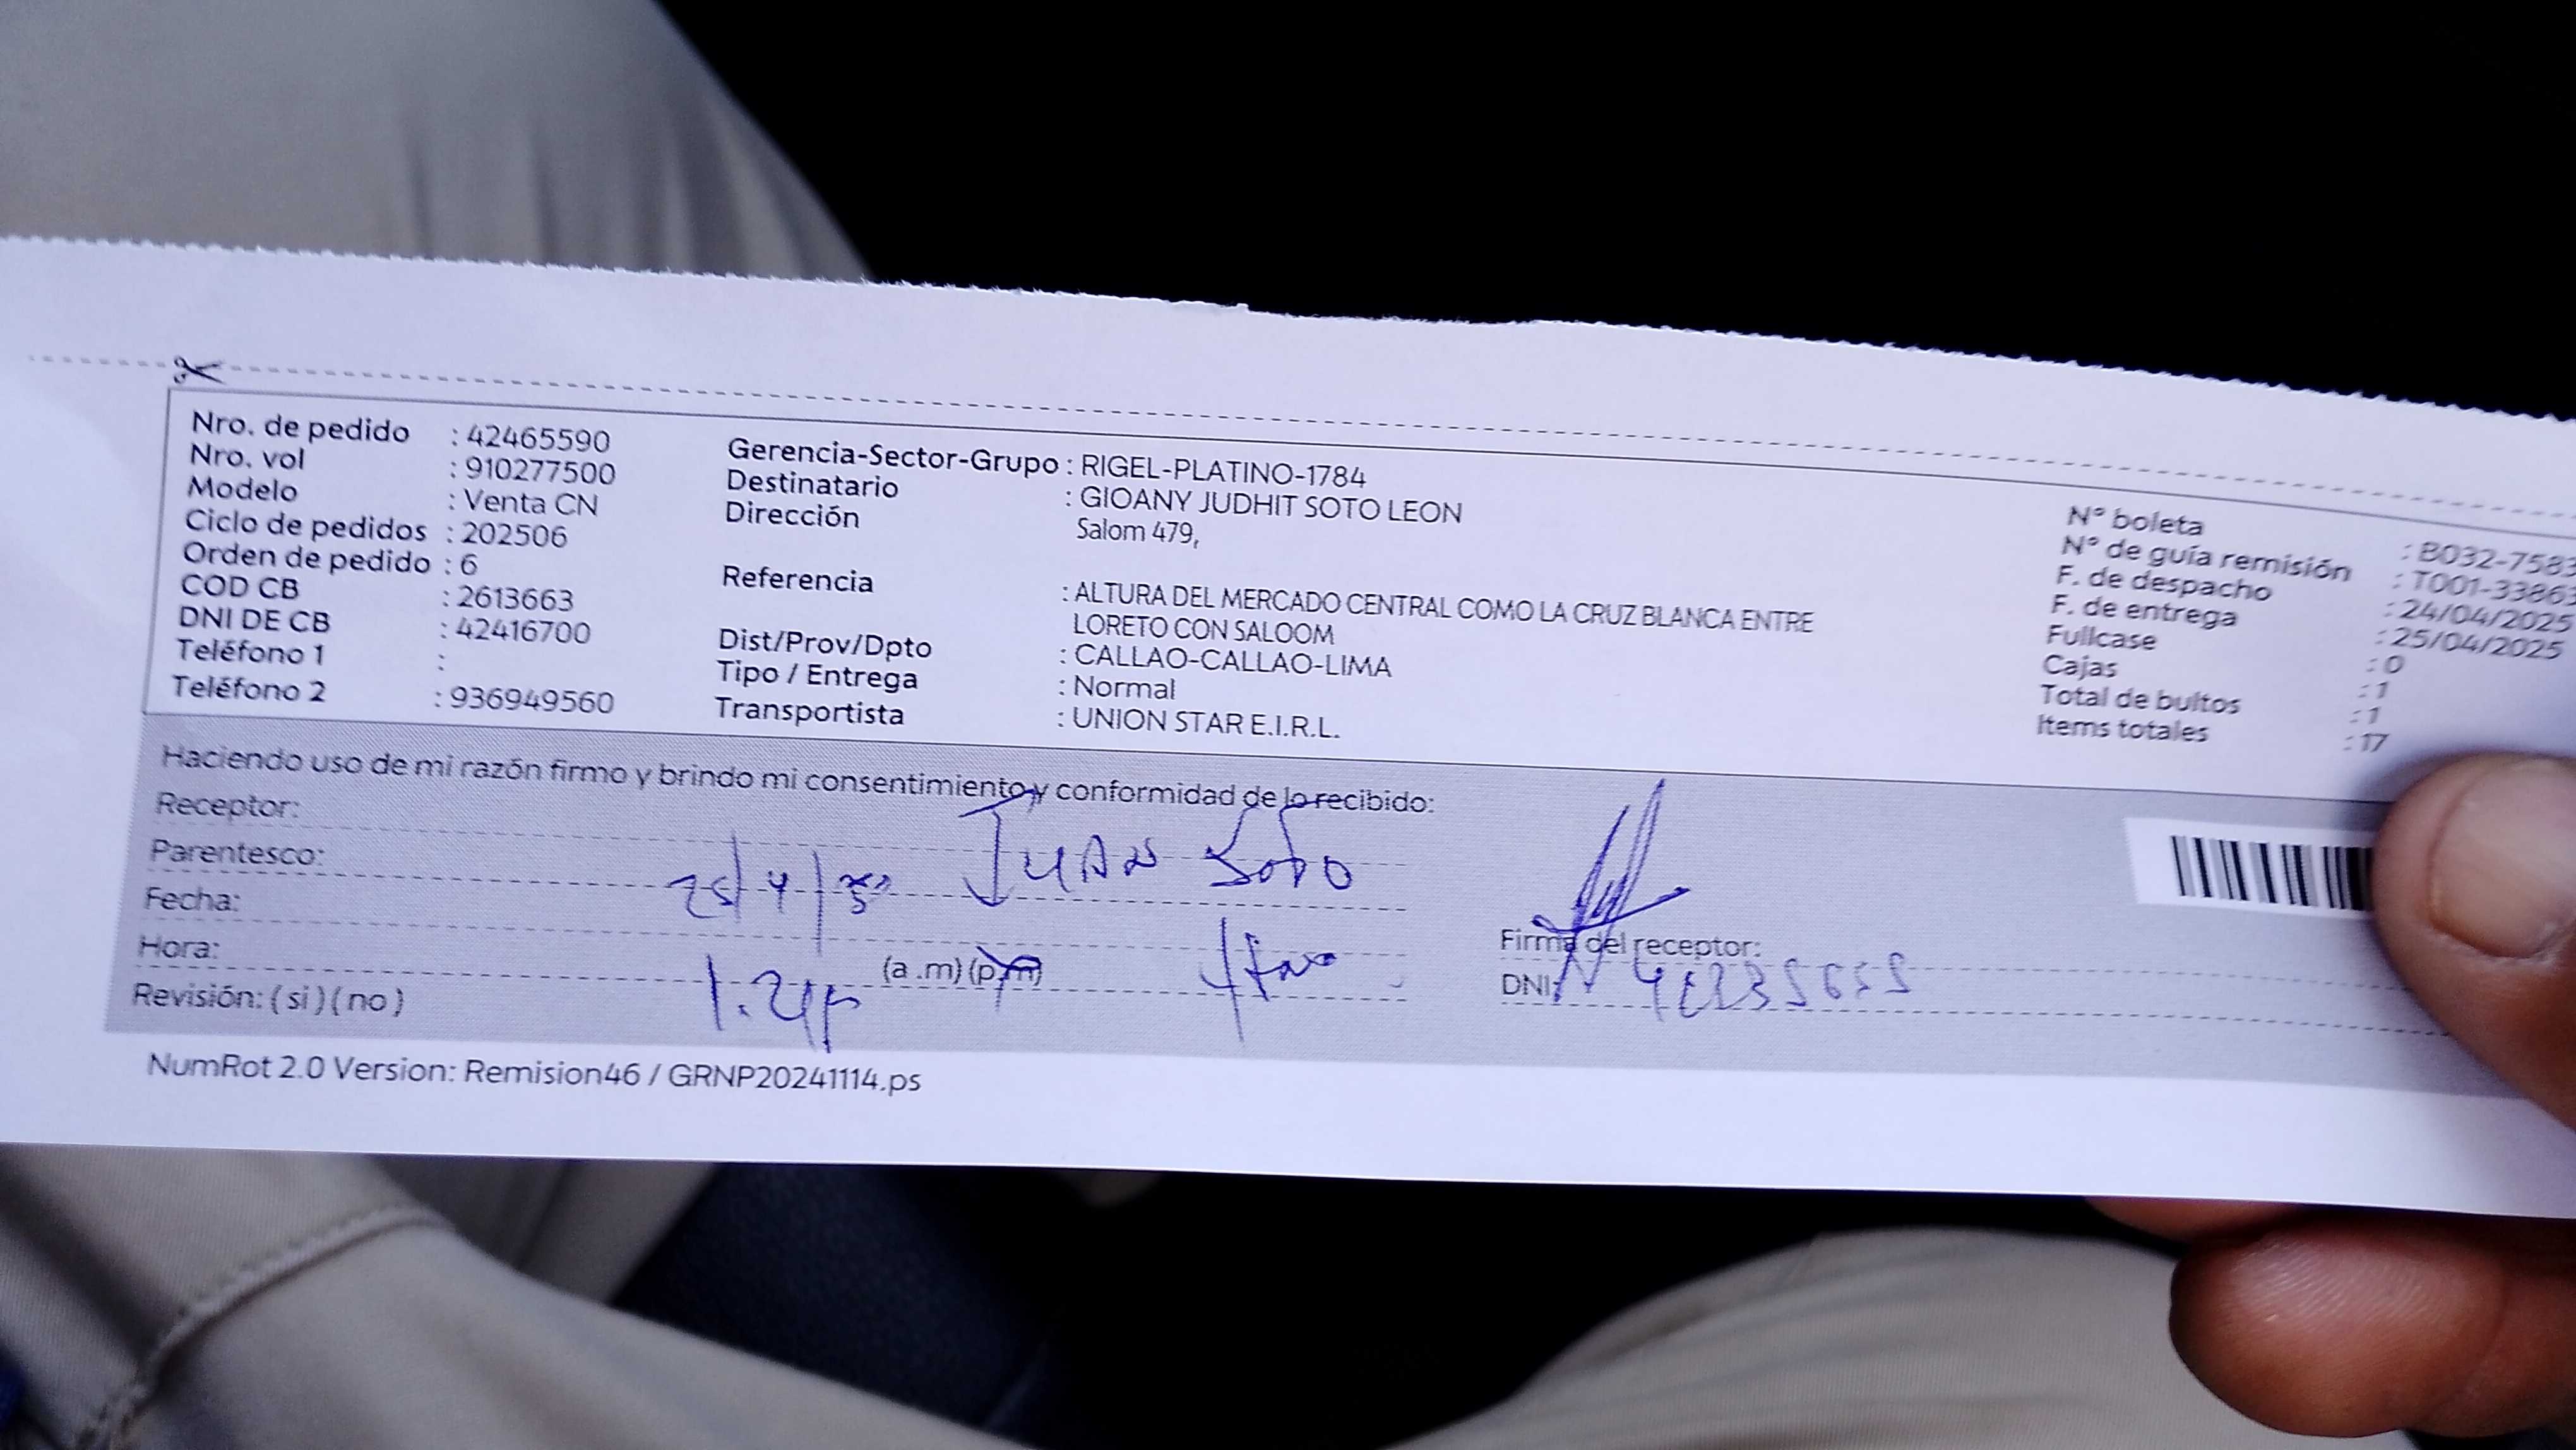 Nro. de pedido : 42465590
Nro. vol : 910277500
Modelo : Venta CN
Ciclo de pedidos : 202506
Orden de pedido : 6
COD CB : 2613663
DNI DE CB : 42416700
Teléfono 1 :
Teléfono 2 : 936949560
Gerencia-Sector-Grupo : RIGEL-PLATINO-1784
Destinatario : GIOANY JUDHIT SOTO LEON
Dirección Salom 479,
Referencia : ALTURA DEL MERCADO CENTRAL COMO LA CRUZ BLANCA ENTRE
LORETO CON SALOOM
Dist/Prov/Dpto : CALLAO-CALLAO-LIMA
Tipo / Entrega : Normal
Transportista : UNION STAR E.I.R.L.
N° boleta : B032-7583
N° de guía remisión : T001-33863
F. de despacho : 24/04/2025
F. de entrega : 25/04/2025
Fullcase : 0
Cajas : 1
Total de bultos : 1
Items totales : 17
Haciendo uso de mi razón firmo y brindo mi consentimiento y conformidad de lo recibido:
Receptor: JUAN SOTO
Parentesco:
Fecha: 25/4/
Hora: (a .m) (p.m)
Revisión: ( si ) ( no )
Firma del receptor:
DNI:
NumRot 2.0 Version: Remision46 / GRNP20241114.ps